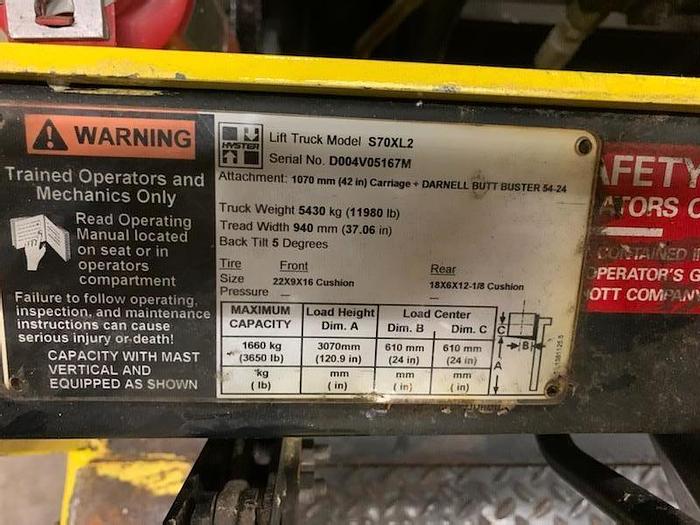 WARNING
Trained Operators and
Mechanics Only
Read Operating
Manual located
on seat or in
operators
compartment
Failure to follow operating,
inspection, and maintenance
instructions can cause
serious injury or death!
CAPACITY WITH MAST
VERTICAL AND
EQUIPPED AS SHOWN
HYSTER
Lift Truck Model S70XL2
Serial No. D004V05167M
Attachment: 1070 mm (42 in) Carriage + DARNELL BUTT BUSTER 54-24
Truck Weight 5430 kg (11980 lb)
Tread Width 940 mm (37.06 in)
Back Tilt 5 Degrees
Tire Front Rear
Size 22X9X16 Cushion 18X6X12-1/8 Cushion
Pressure — —
MAXIMUM CAPACITY Load Height Dim. A Load Center Dim. B Dim. C
1660 kg 3070mm 610 mm 610 mm
(3650 lb) (120.9 in) (24 in) (24 in)
kg mm mm mm
( lb) ( in) ( in) ( in)
C
B
A
AFETY
ATORS
CONTAINED
OPERATOR'S G
OTT COMPANY